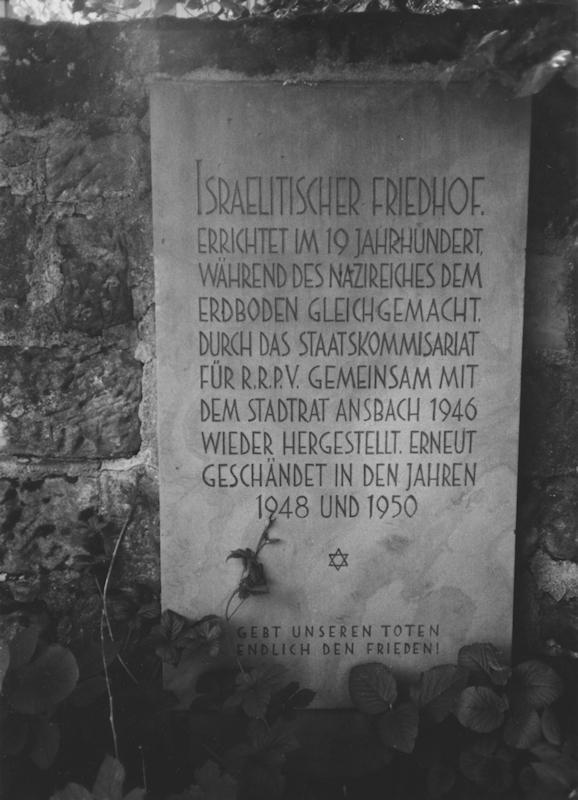 ISRAELITISCHER FRIEDHOF.
ERRICHTET IM 19 JAHRHUNDERT,
WÄHREND DES NAZIREICHES DEM
ERDBODEN GLEICHGEMACHT.
DURCH DAS STAATSKOMMISARIAT
FÜR R.R.P.V. GEMEINSAM MIT
DEM STADTRAT ANSBACH 1946
WIEDER HERGESTELLT. ERNEUT
GESCHÄNDET IN DEN JAHREN
1948 UND 1950
GEBT UNSEREN TOTEN
ENDLICH DEN FRIEDEN!